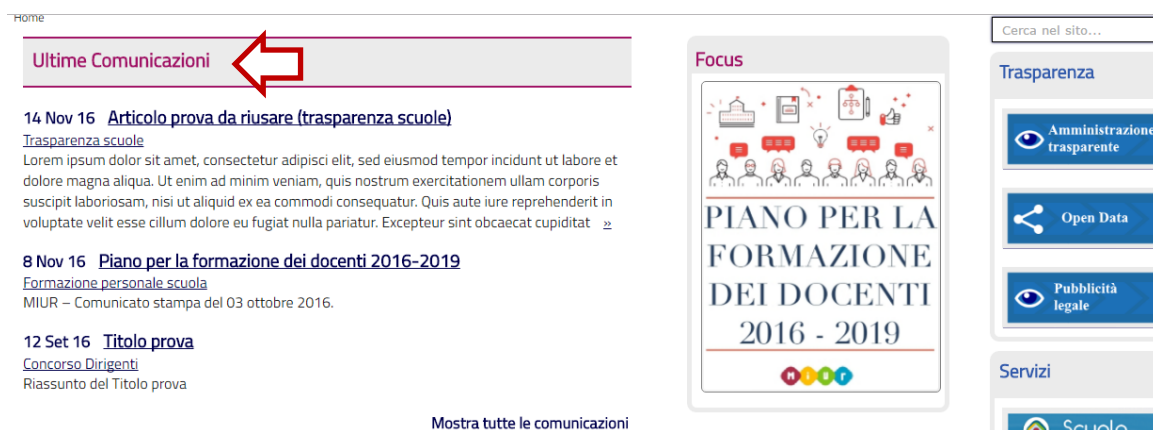 Home
Ultime Comunicazioni
14 Nov 16 Articolo prova da riusare (trasparenza scuole)
Trasparenza scuole
Lorem ipsum dolor sit amet, consectetur adipisci elit, sed eiusmod tempor incidunt ut labore et
dolore magna aliqua. Ut enim ad minim veniam, quis nostrum exercitationem ullam corporis
suscipit laboriosam, nisi ut aliquid ex ea commodi consequatur. Quis aute iure reprehenderit in
voluptate velit esse cillum dolore eu fugiat nulla pariatur. Excepteur sint obcaecat cupiditat »
8 Nov 16 Piano per la formazione dei docenti 2016-2019
Formazione personale scuola
MIUR – Comunicato stampa del 03 ottobre 2016.
12 Set 16 Titolo prova
Concorso Dirigenti
Riassunto del Titolo prova
Mostra tutte le comunicazioni
Focus
PIANO PER LA
FORMAZIONE
DEI DOCENTI
2016 - 2019
MIUR
Cerca nel sito...
Trasparenza
Amministrazione
trasparente
Open Data
Pubblicità
legale
Servizi
Scuole